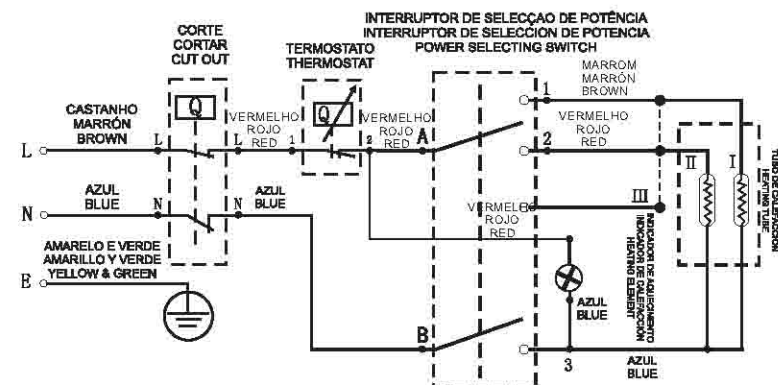 INTERRUPTOR DE SELECÇAO DE POTÊNCIA
INTERRUPTOR DE SELECCIÓN DE POTENCIA
POWER SELECTING SWITCH
CORTE
CORTAR
CUT OUT
TERMOSTATO
THERMOSTAT
Q
Q
CASTANHO
MARRÓN
BROWN
VERMELHO
ROJO
RED
VERMELHO
ROJO
RED
MARROM
MARRÓN
BROWN
VERMELHO
ROJO
RED
L
L
L
1
2
A
1
2
II
I
TUBO DE CALEFACCIÓN
HEATING TUBE
AZUL
BLUE
AZUL
BLUE
N
N
N
VERMELHO
ROJO
RED
III
INDICADOR DE AQUECIMENTO
INDICADOR DE CALEFACCIÓN
HEATING ELEMENT
AMARELO E VERDE
AMARILLO Y VERDE
YELLOW & GREEN
E
AZUL
BLUE
B
3
AZUL
BLUE